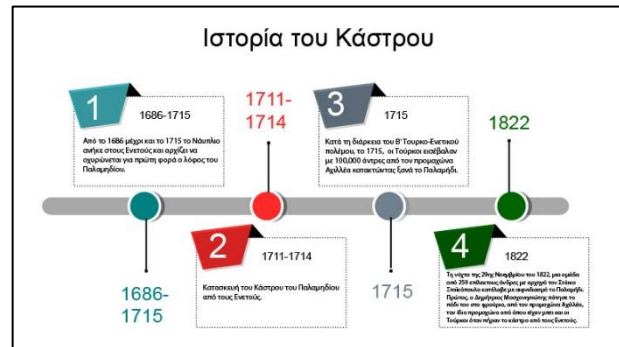 Ιστορία του Κάστρου
1
1686-1715
Από το 1686 μέχρι και το 1715 το Ναύπλιο
ανήκε στους Ενετούς και αρχίζει να
οχυρώνεται για πρώτη φορά ο λόφος του
Παλαμηδίου.
1711-
1714
3
1715
Κατά τη διάρκεια του Β' Τουρκο-Ενετικού
πολέμου, το 1715, οι Τούρκοι εισέβαλαν
με 100,000 άντρες από τον προμαχώνα
Αχιλλέα κατακτώντας ξανά το Παλαμήδι.
1822
1686-
1715
2
1711-1714
Κατασκευή του Κάστρου του Παλαμηδίου
από τους Ενετούς.
1715
4
1822
Τη νύχτα της 29ης Νοεμβρίου του 1822, μια ομάδα
από 350 επίλεκτους άνδρες με αρχηγό τον Στάικο
Σταϊκόπουλο κατέλαβε με αιφνιδιασμό το Παλαμήδι.
Πρώτος, ο Δημήτριος Μοσχονησιώτης πάτησε το
πόδι του στο φρούριο, από τον προμαχώνα Αχιλλέα,
τον ίδιο προμαχώνα από όπου είχαν μπει και οι
Τούρκοι όταν πήραν το κάστρο από τους Ενετούς.